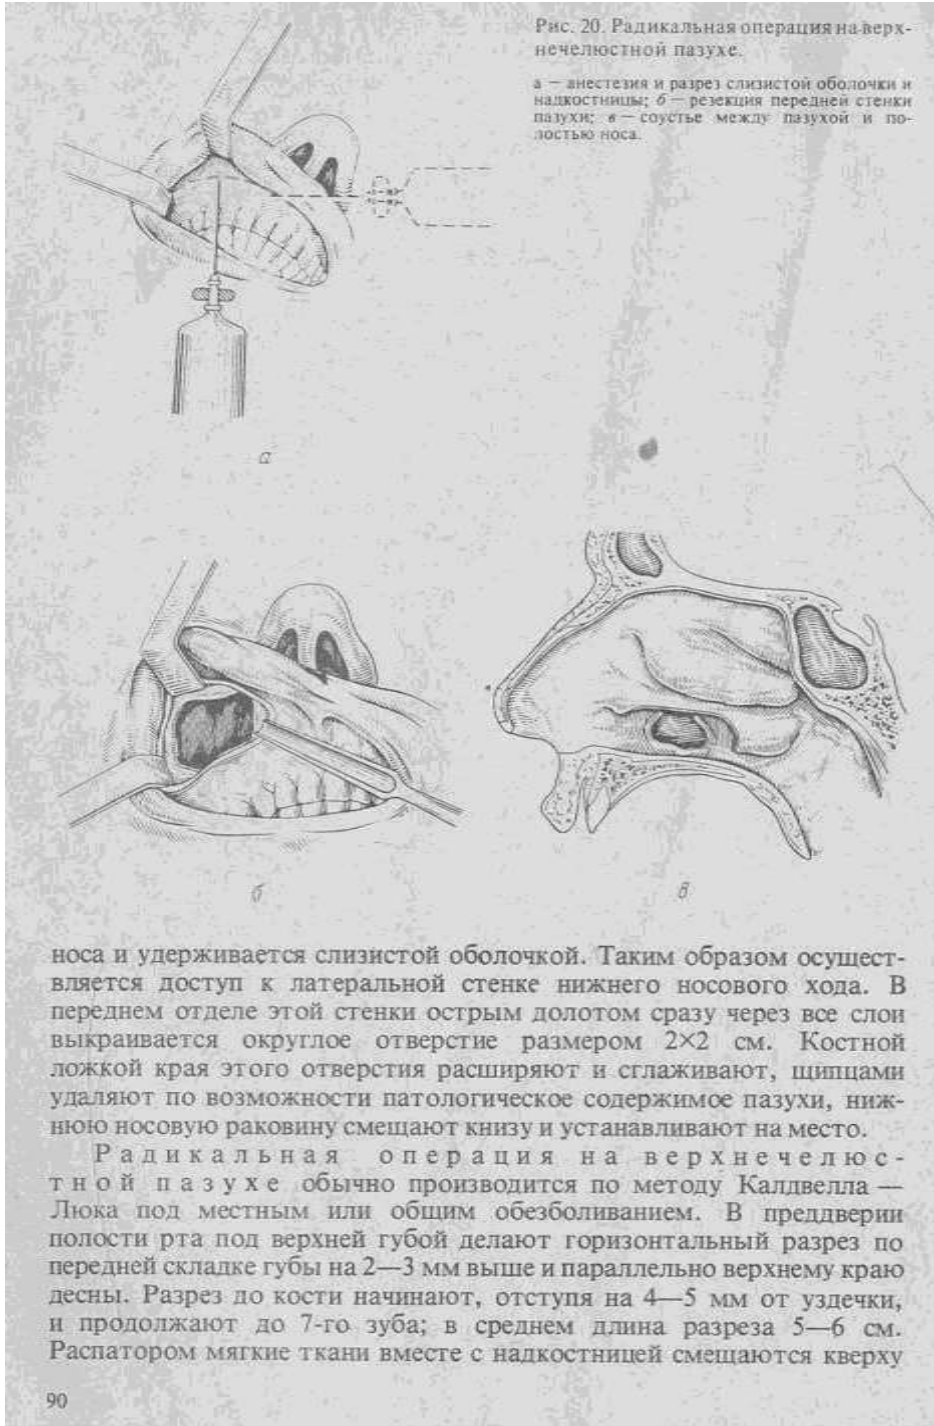 Рис. 20. Радикальная операция на верх-
нечелюстной пазухе.
а — анестезия и разрез слизистой оболочки и
надкостницы; б — резекция передней стенки
пазухи; в — соустье между пазухой и по-
лостью носа.
а
б
в
носа и удерживается слизистой оболочкой. Таким образом осущест-
вляется доступ к латеральной стенке нижнего носового хода. В
переднем отделе этой стенки острым долотом сразу через все слои
выкраивается округлое отверстие размером 2×2 см. Костной
ложкой края этого отверстия расширяют и сглаживают, щипцами
удаляют по возможности патологическое содержимое пазухи, ниж-
нюю носовую раковину смещают книзу и устанавливают на место.
Радикальная операция на верхнечелюс-
тной пазухе обычно производится по методу Калдвелла —
Люка под местным или общим обезболиванием. В преддверии
полости рта под верхней губой делают горизонтальный разрез по
передней складке губы на 2—3 мм выше и параллельно верхнему краю
десны. Разрез до кости начинают, отступя на 4—5 мм от уздечки,
и продолжают до 7-го зуба; в среднем длина разреза 5—6 см.
Распатором мягкие ткани вместе с надкостницей смещаются кверху
90